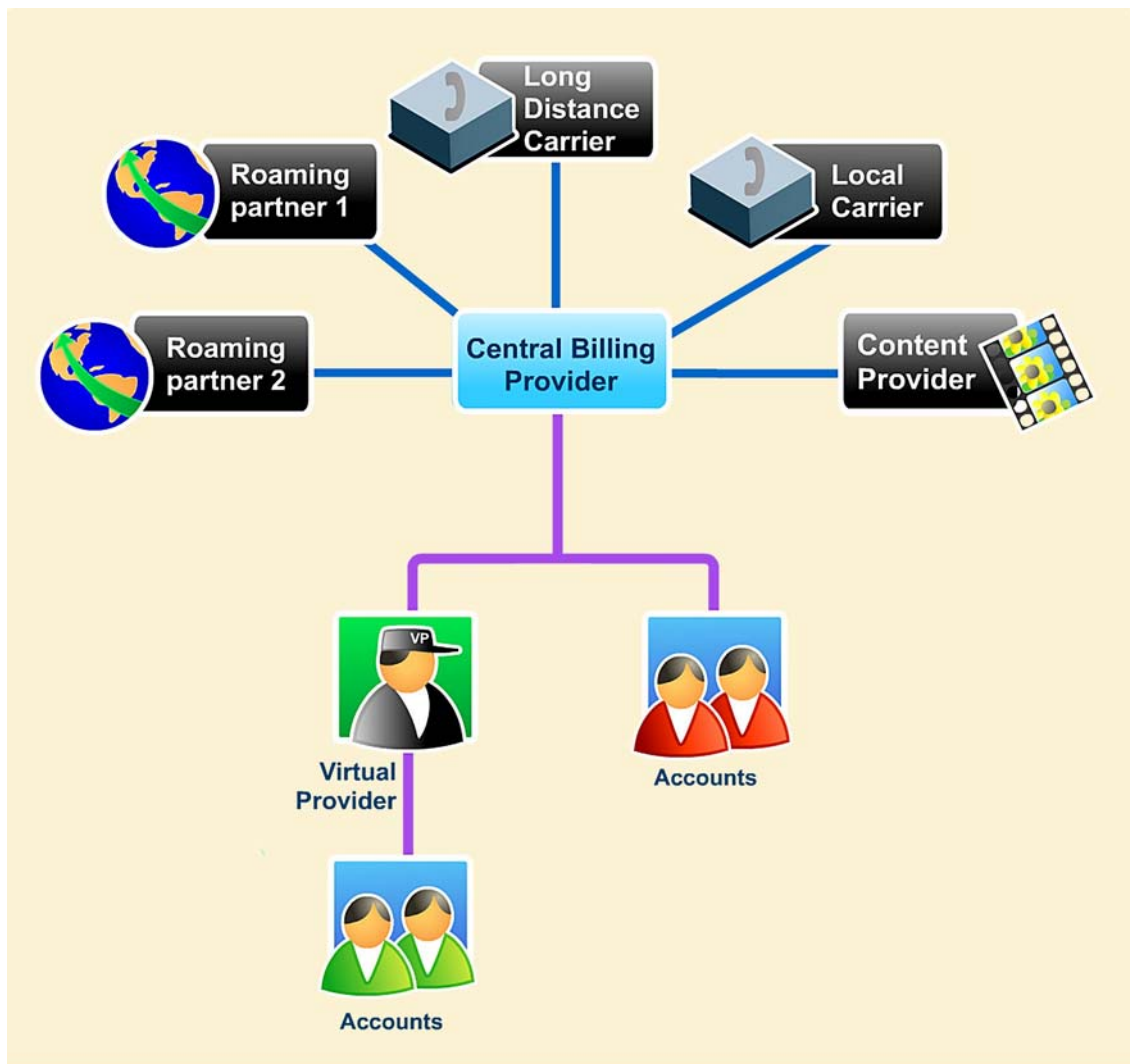 Long
Distance
Carrier
Roaming
partner 1
Local
Carrier
Roaming
partner 2
Central Billing
Provider
Content
Provider
VP
Virtual
Provider
Accounts
Accounts